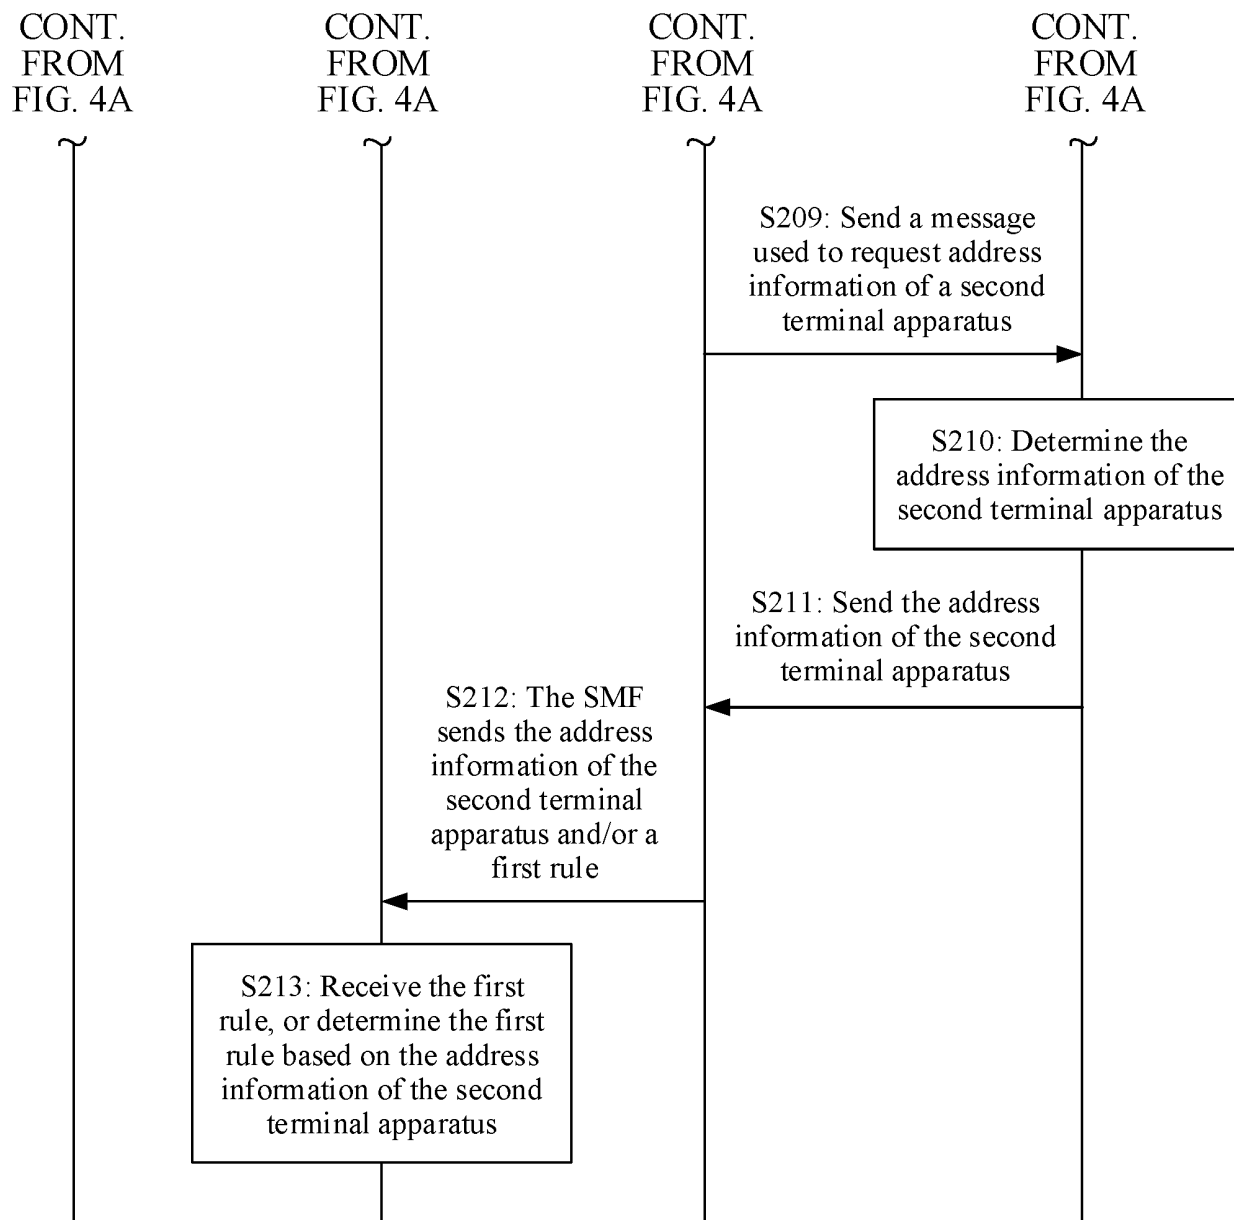 CONT.
FROM
FIG. 4A
CONT.
FROM
FIG. 4A
CONT.
FROM
FIG. 4A
CONT.
FROM
FIG. 4A
S209: Send a message
used to request address
information of a second
terminal apparatus
S210: Determine the
address information of the
second terminal apparatus
S211: Send the address
information of the second
terminal apparatus
S212: The SMF
sends the address
information of the
second terminal
apparatus and/or a
first rule
S213: Receive the first
rule, or determine the first
rule based on the address
information of the second
terminal apparatus